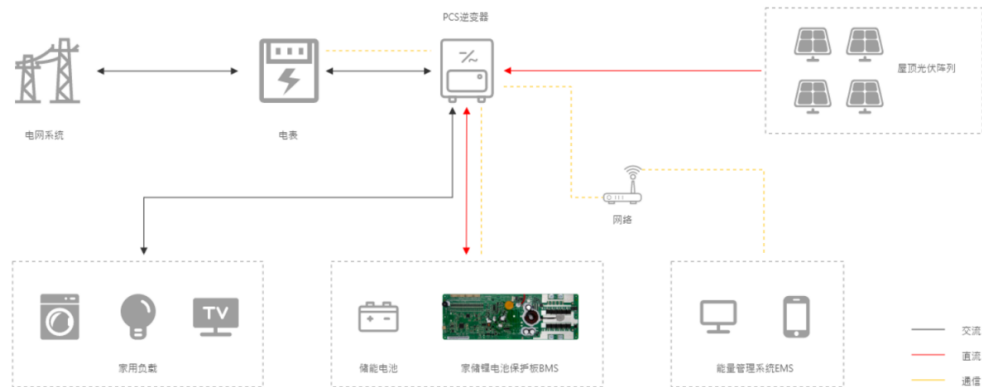 PCS逆变器
屋顶光伏阵列
电网系统
电表
网络
TV
家用负载
储能电池
家储锂电池保护板BMS
能量管理系统EMS
交流
直流
通信